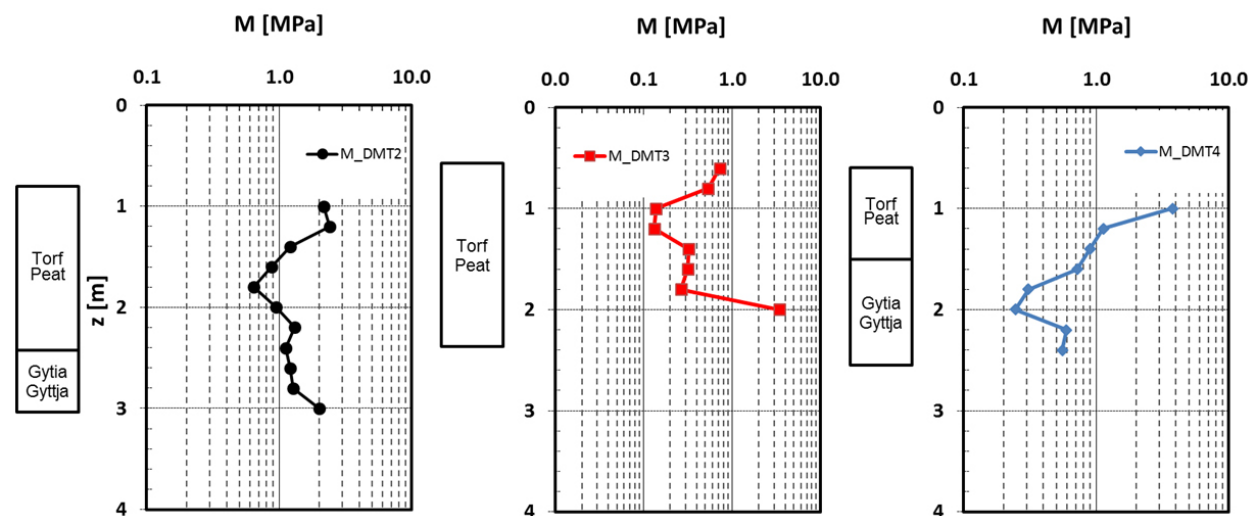 M [MPa]
0.1 1.0 10.0
0
1
2
3
4
z [m]
M_DMT2
Torf
Peat
Gytia
Gyttja
M [MPa]
0.0 0.1 1.0 10.0
0
1
2
3
4
M_DMT3
Torf
Peat
M [MPa]
0.1 1.0 10.0
0
1
2
3
4
M_DMT4
Torf
Peat
Gytia
Gyttja